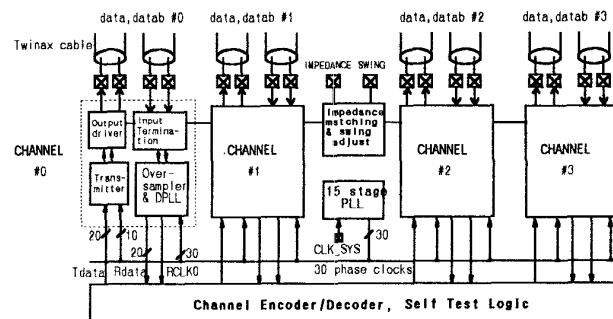 data,datab #0
data,datab #1
data,datab #2
data,datab #3
Twinax cable
IMPEDANCE SWING
Output
driver
Input
Termina-
tion
CHANNEL
#0
Trans-
mitter
Over-
sampler
& DPLL
CHANNEL
#1
Impedance
matching
& swing
adjust
15 stage
PLL
CHANNEL
#2
CHANNEL
#3
20
10
20
30
CLK_SYS
30
Tdata
Rdata
RCLK0
30 phase clocks
Channel Encoder/Decoder, Self Test Logic